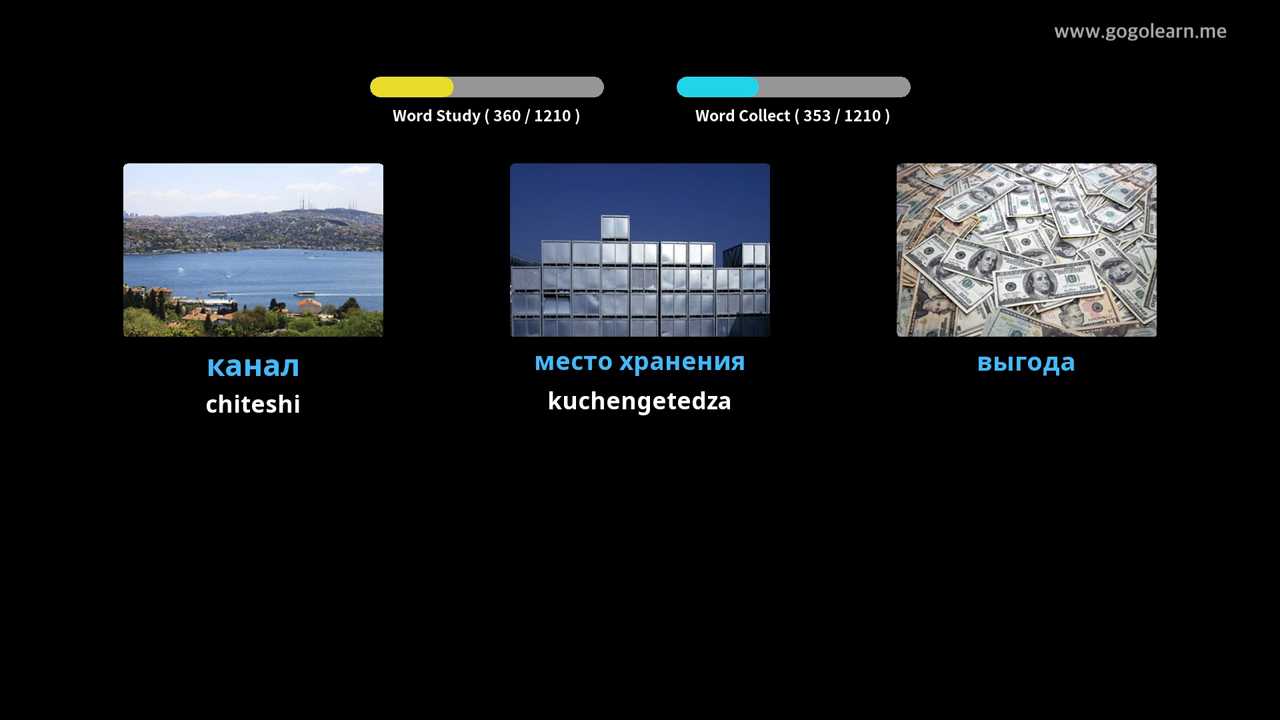 www.gogolearn.me
Word Study ( 360 / 1210 )
Word Collect ( 353 / 1210 )
канал
chiteshi
место хранения
kuchengetedza
выгода